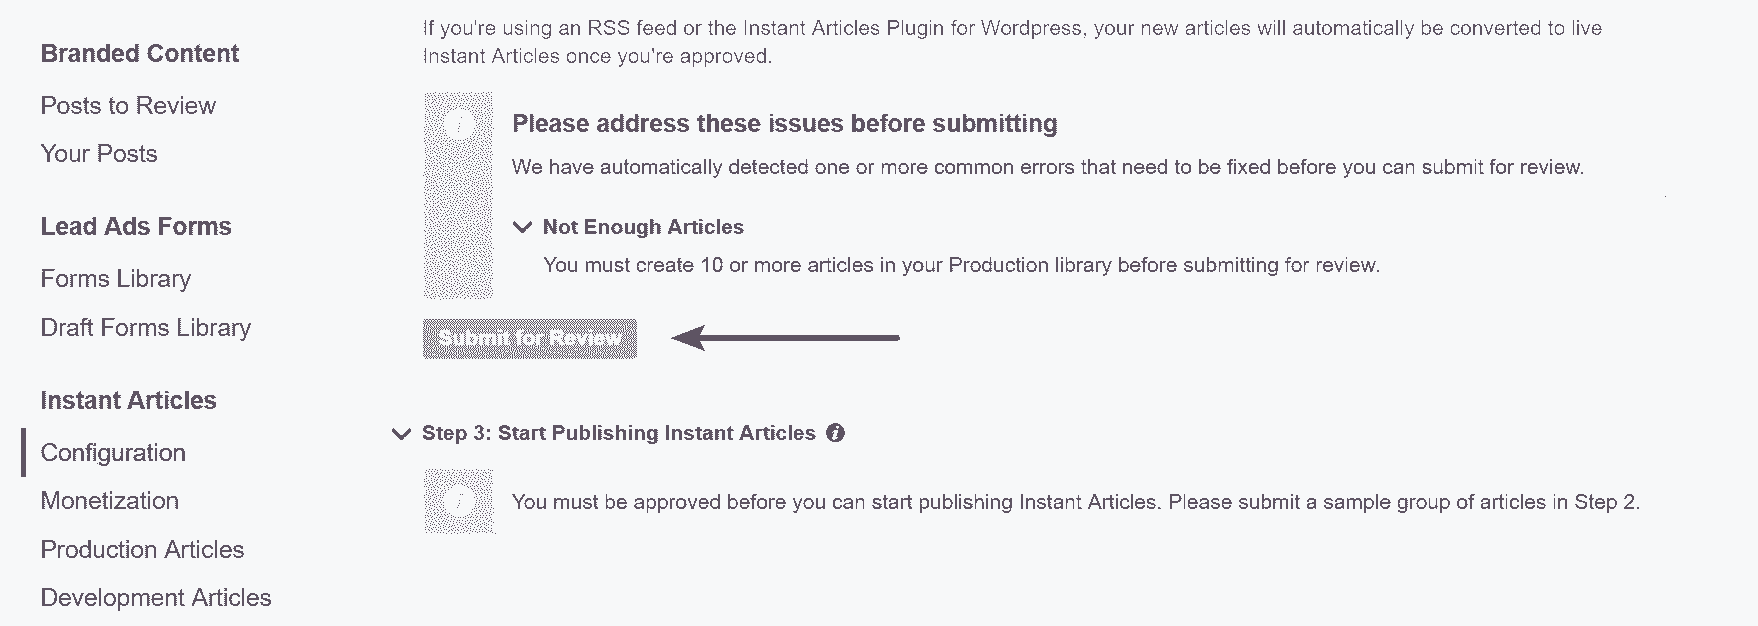 Branded Content
Posts to Review
Your Posts
Lead Ads Forms
Forms Library
Draft Forms Library
Instant Articles
Configuration
Monetization
Production Articles
Development Articles
If you're using an RSS feed or the Instant Articles Plugin for Wordpress, your new articles will automatically be converted to live
Instant Articles once you're approved.
Please address these issues before submitting
We have automatically detected one or more common errors that need to be fixed before you can submit for review.
Not Enough Articles
You must create 10 or more articles in your Production library before submitting for review.
Submit for Review
Step 3: Start Publishing Instant Articles
You must be approved before you can start publishing Instant Articles. Please submit a sample group of articles in Step 2.